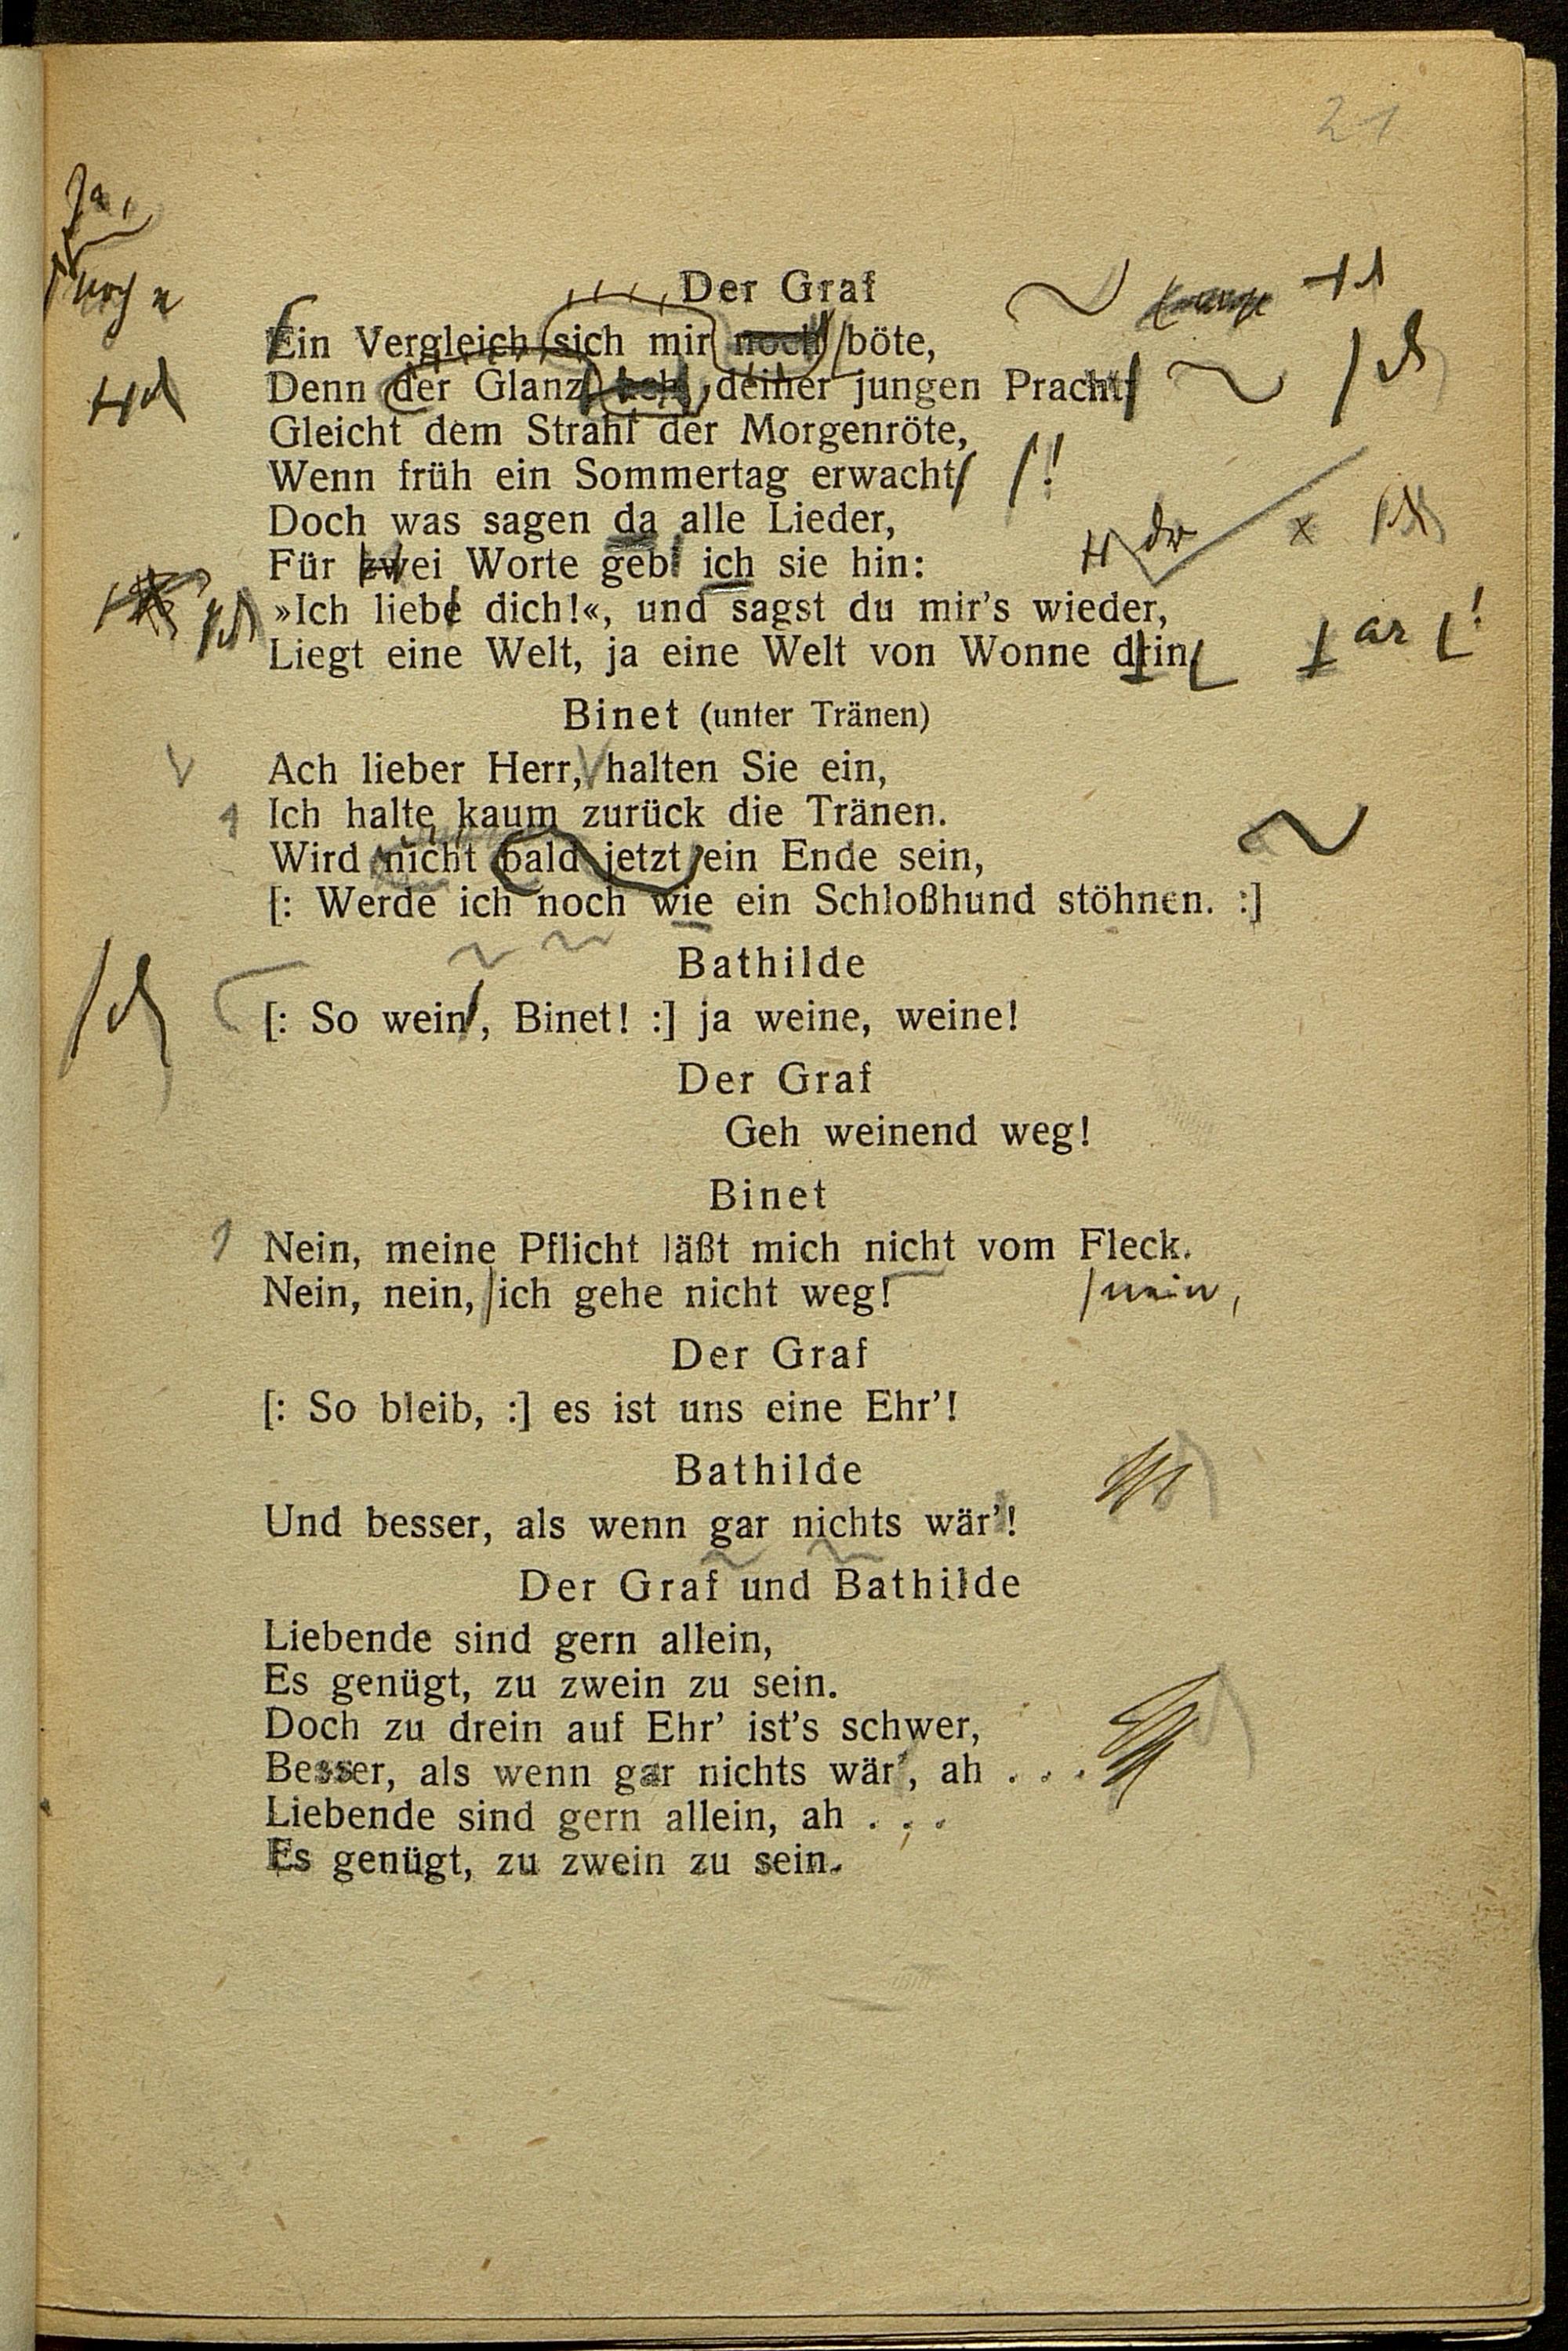 21
Ja,
noch
Der Graf
Ein Vergleich sich mir noch böte,
Denn der Glanz deiner jungen Pracht
Gleicht dem Strahl der Morgenröte,
Wenn früh ein Sommertag erwacht !
Doch was sagen da alle Lieder,
Für zwei Worte geb' ich sie hin:
»Ich liebe dich!«, und sagst du mir's wieder,
Liegt eine Welt, ja eine Welt von Wonne drin ar !
Binet (unter Tränen)
Ach lieber Herr, halten Sie ein,
Ich halte kaum zurück die Tränen.
Wird nicht bald jetzt ein Ende sein,
[: Werde ich noch wie ein Schloßhund stöhnen. :]
Bathilde
[: So wein', Binet! :] ja weine, weine!
Der Graf
Geh weinend weg!
Binet
Nein, meine Pflicht läßt mich nicht vom Fleck.
Nein, nein, ich gehe nicht weg! nein,
Der Graf
[: So bleib, :] es ist uns eine Ehr'!
Bathilde
Und besser, als wenn gar nichts wär'!
Der Graf und Bathilde
Liebende sind gern allein,
Es genügt, zu zwein zu sein.
Doch zu drein auf Ehr' ist's schwer,
Besser, als wenn gar nichts wär', ah . . .
Liebende sind gern allein, ah . . .
Es genügt, zu zwein zu sein.